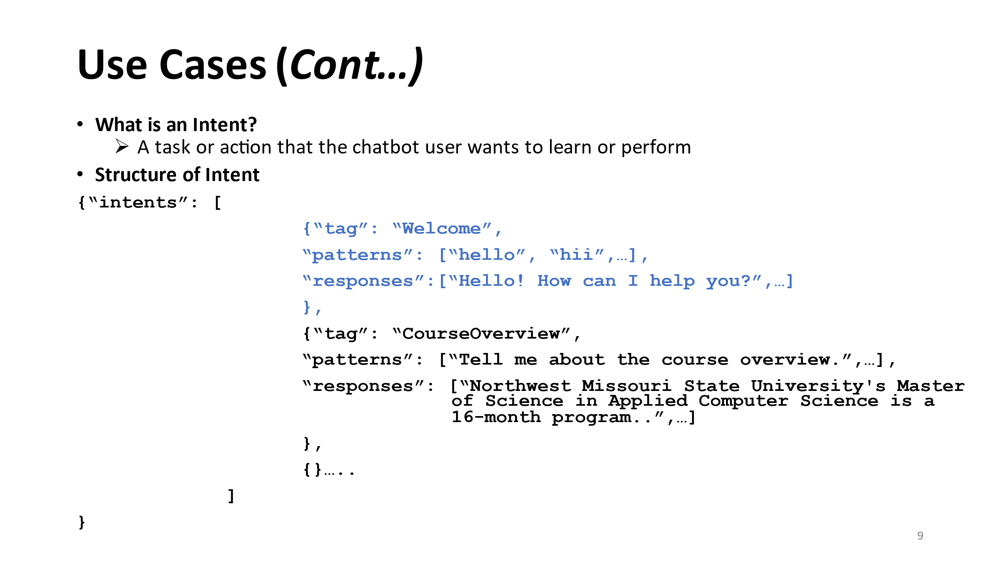 Use Cases (Cont…)
• What is an Intent?
➢ A task or action that the chatbot user wants to learn or perform
• Structure of Intent
{“intents”: [
{“tag”: “Welcome”,
“patterns”: [“hello”, “hii”,…],
“responses”:[“Hello! How can I help you?”,…]
},
{“tag”: “CourseOverview”,
“patterns”: [“Tell me about the course overview.”,…],
“responses”: [“Northwest Missouri State University's Master
of Science in Applied Computer Science is a
16-month program..”,…]
},
{}…..
]
}
9